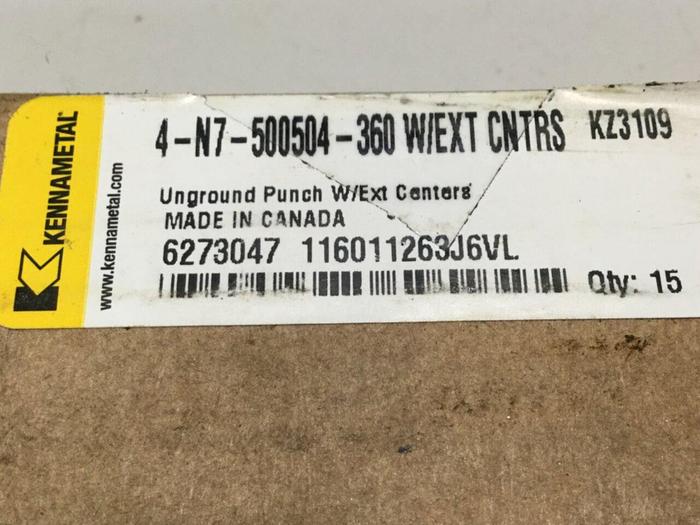 KENNAMETAL
www.kennametal.com
4-N7-500504-360 W/EXT CNTRS KZ3109
Unground Punch W/Ext Centers
MADE IN CANADA
6273047 116011263J6VL
Qty: 15